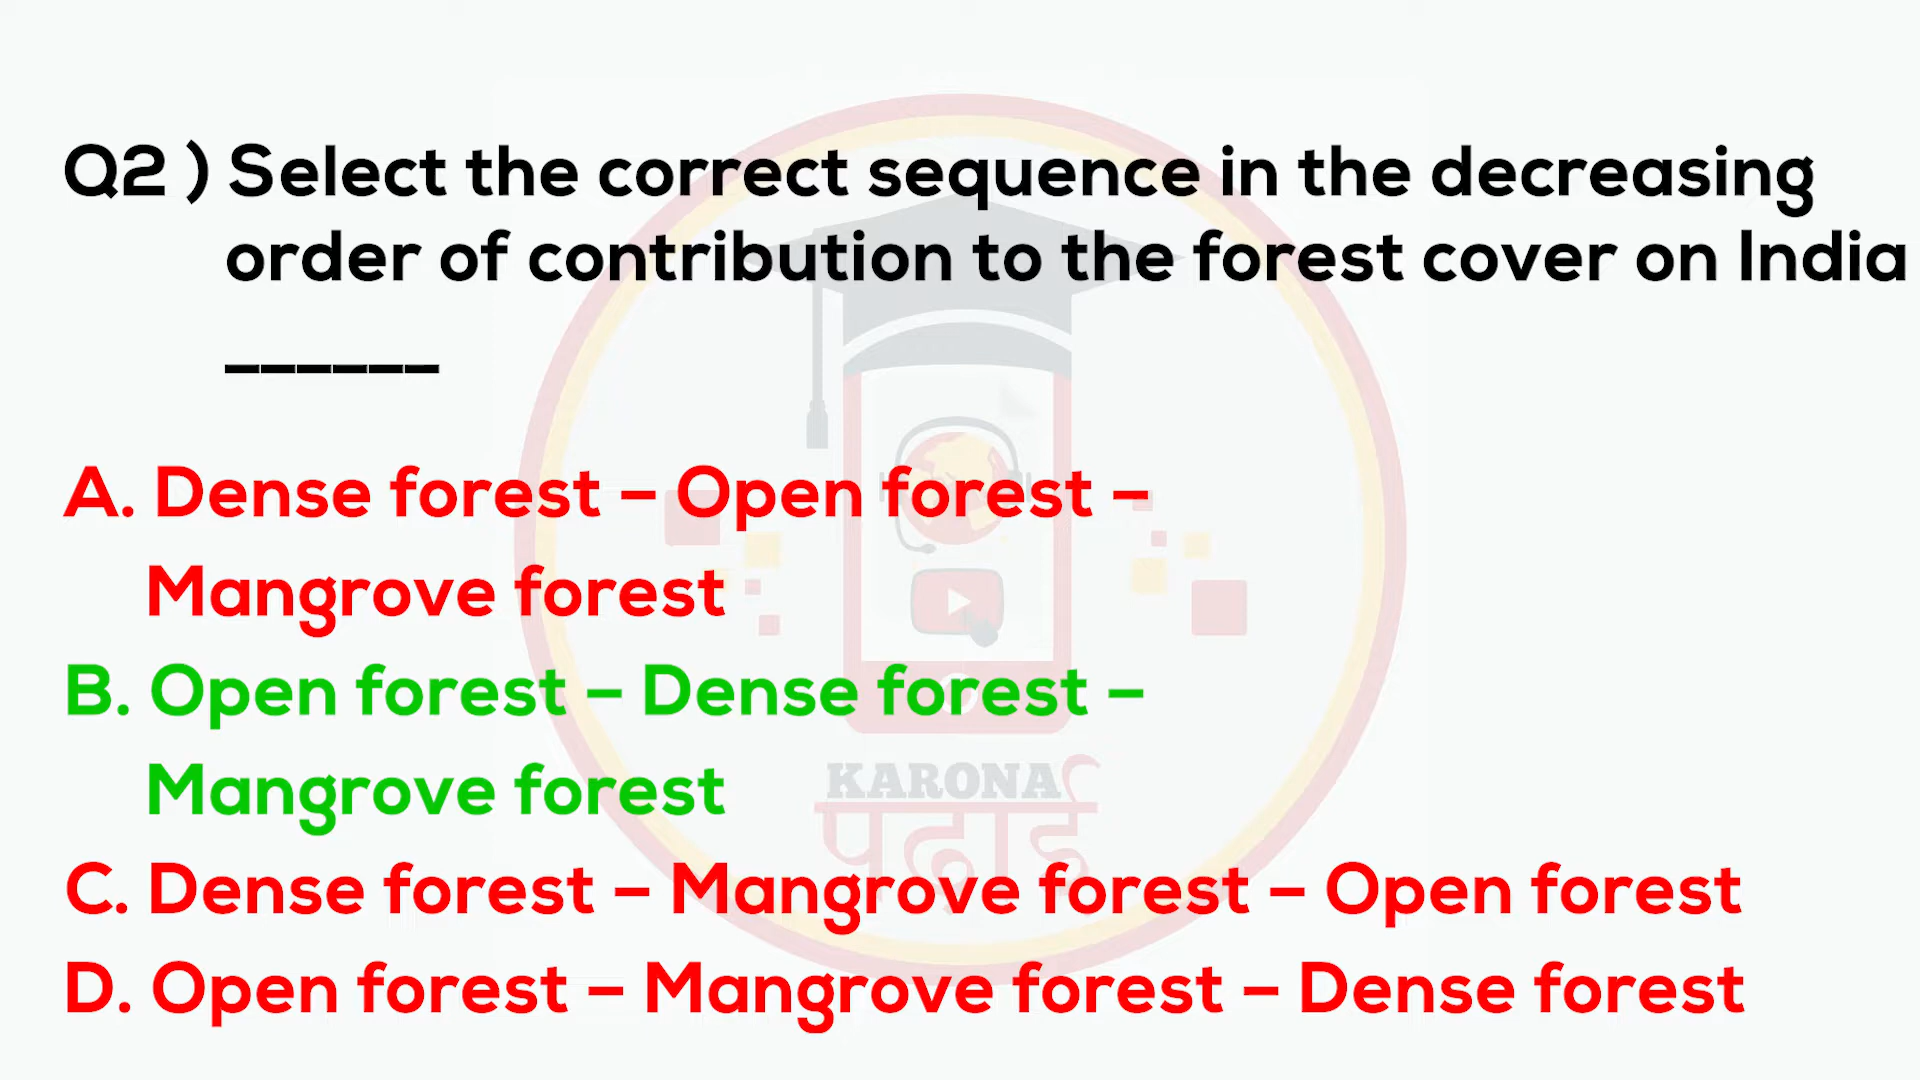 Q2 ) Select the correct sequence in the decreasing
order of contribution to the forest cover on India
______
A. Dense forest – Open forest –
Mangrove forest
B. Open forest – Dense forest –
Mangrove forest
KARONA
पढ़ाई
C. Dense forest – Mangrove forest – Open forest
D. Open forest – Mangrove forest – Dense forest